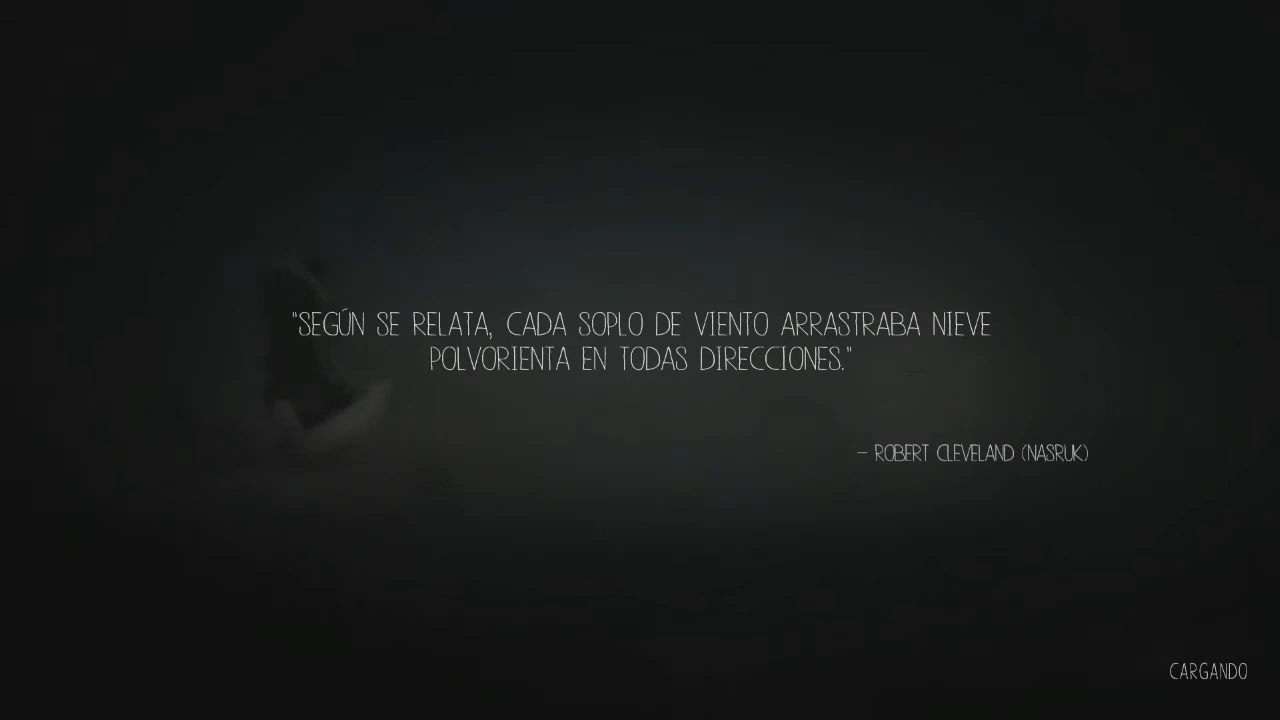 "SEGÚN SE RELATA, CADA SOPLO DE VIENTO ARRASTRABA NIEVE
POLVORIENTA EN TODAS DIRECCIONES."
– ROBERT CLEVELAND (NASRUK)
CARGANDO